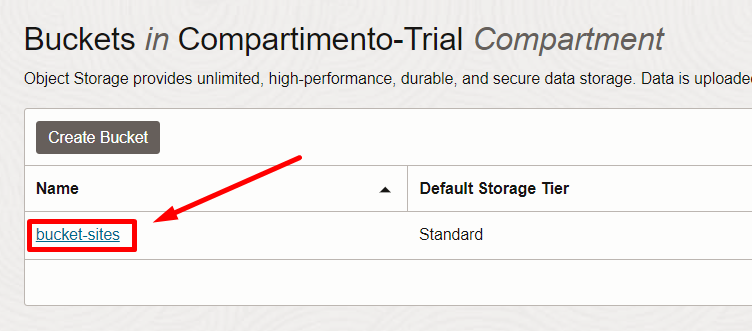 Buckets in Compartimento-Trial Compartment
Object Storage provides unlimited, high-performance, durable, and secure data storage. Data is uploaded
Create Bucket
Name Default Storage Tier
bucket-sites Standard